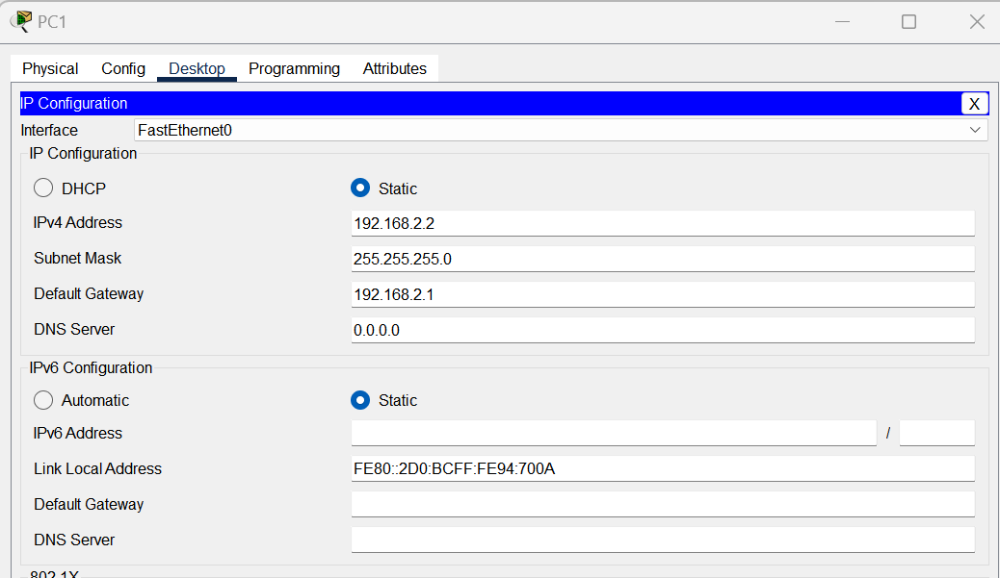 PC1
Physical Config Desktop Programming Attributes
IP Configuration X
Interface FastEthernet0
IP Configuration
DHCP Static
IPv4 Address 192.168.2.2
Subnet Mask 255.255.255.0
Default Gateway 192.168.2.1
DNS Server 0.0.0.0
IPv6 Configuration
Automatic Static
IPv6 Address /
Link Local Address FE80::2D0:BCFF:FE94:700A
Default Gateway
DNS Server
802.1X